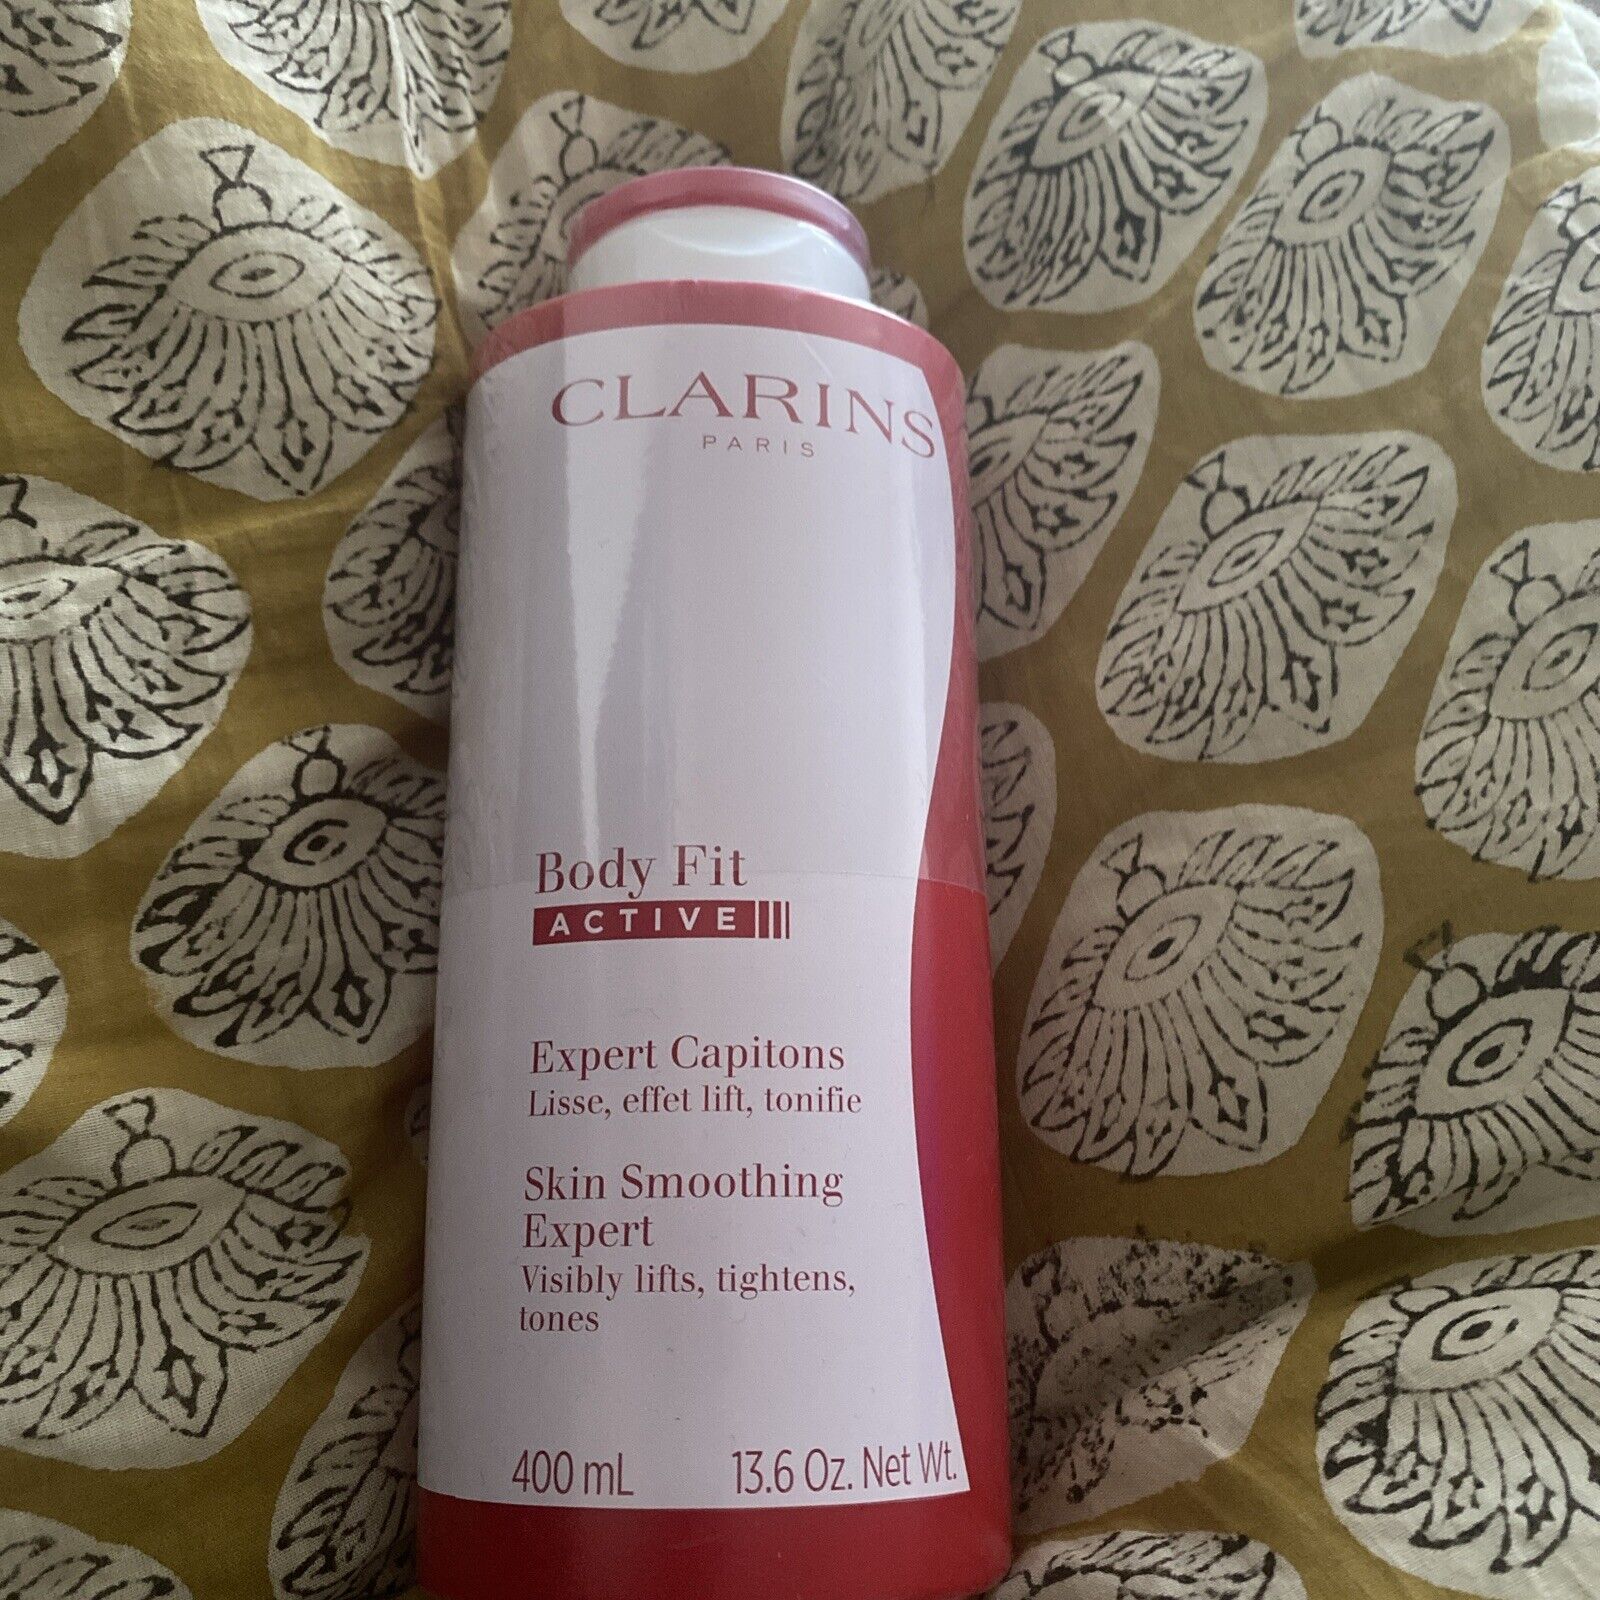 CLARINS
PARIS
Body Fit
ACTIVE
Expert Capitons
Lisse, effet lift, tonifie
Skin Smoothing
Expert
Visibly lifts, tightens,
tones
400 mL 13.6 Oz. Net Wt.